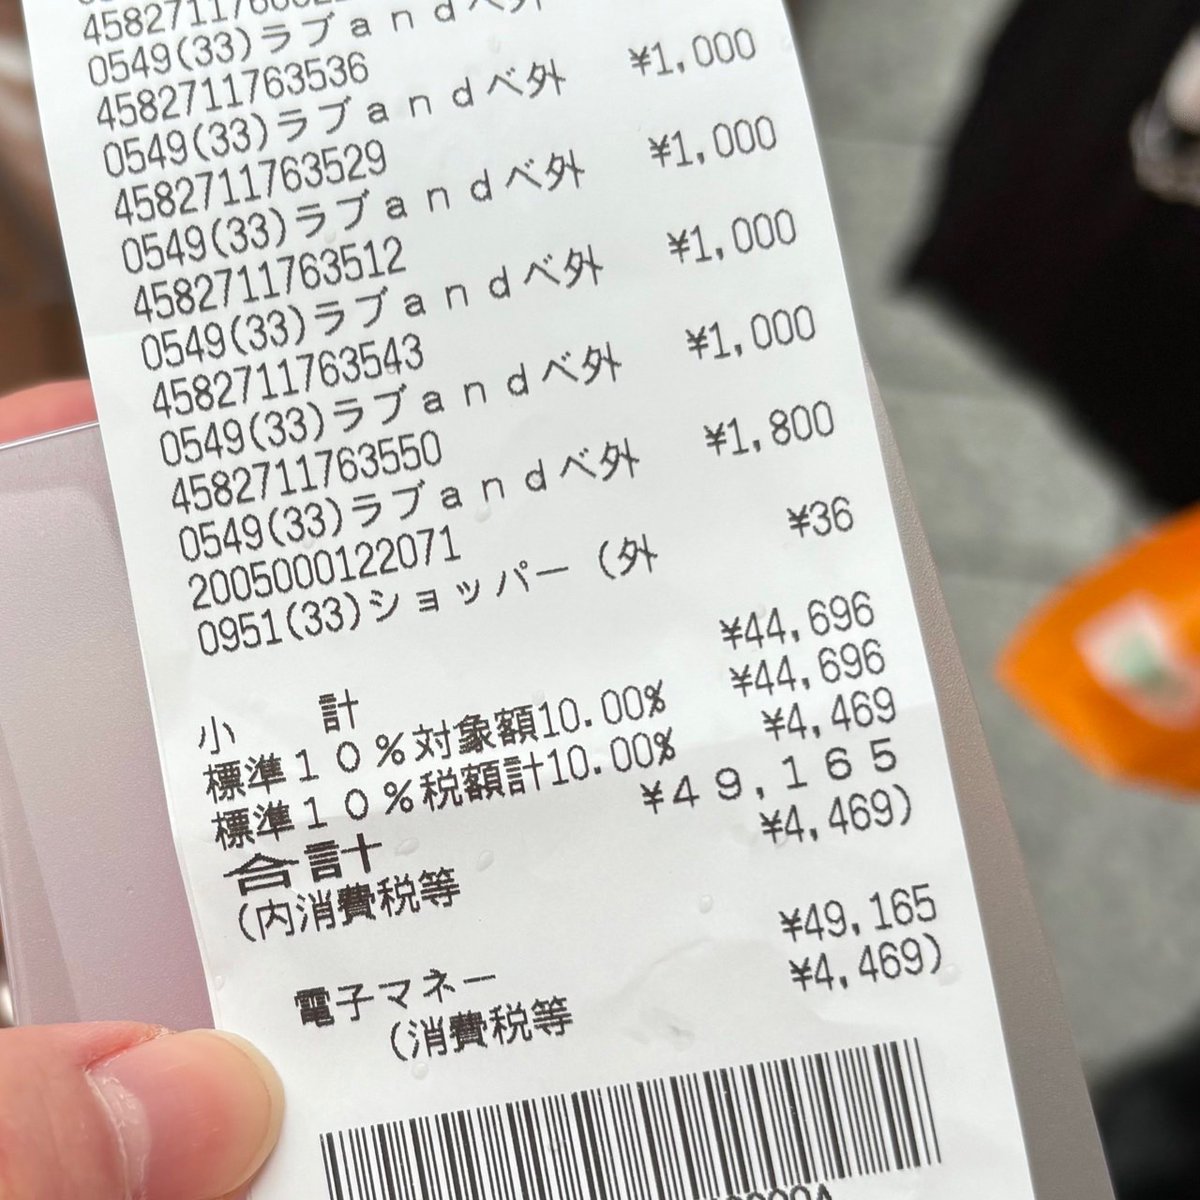 0549(33)ラブandベ外
4582711763536
0549(33)ラブandベ外 ¥1,000
4582711763529
0549(33)ラブandベ外 ¥1,000
4582711763512
0549(33)ラブandベ外 ¥1,000
4582711763543
0549(33)ラブandベ外 ¥1,000
4582711763550
0549(33)ラブandベ外 ¥1,800
2005000122071
0951(33)ショッパー(外 ¥36
小計 ¥44,696
標準10%対象額10.00% ¥44,696
標準10%税額計10.00% ¥4,469
合計 ¥49,165
(内消費税等 ¥4,469)
電子マネー ¥49,165
(消費税等 ¥4,469)